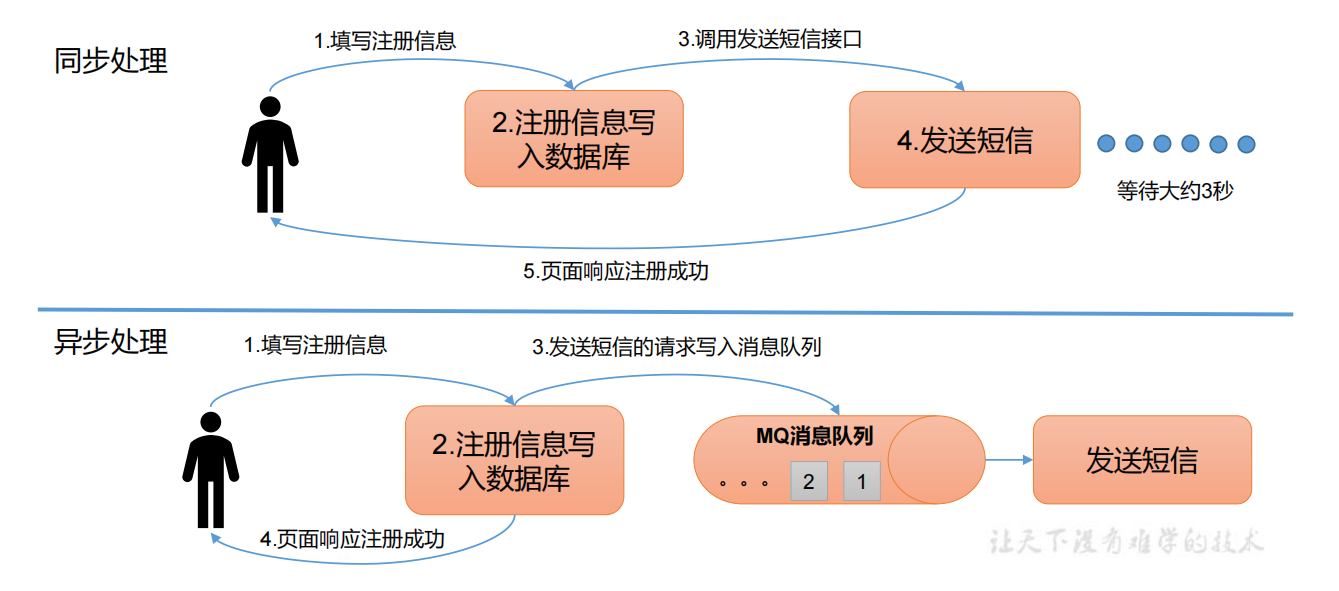 同步处理
1.填写注册信息
3.调用发送短信接口
2.注册信息写
入数据库
4.发送短信
等待大约3秒
5.页面响应注册成功
异步处理
1.填写注册信息
3.发送短信的请求写入消息队列
2.注册信息写
入数据库
MQ消息队列
。。。 2 1
发送短信
4.页面响应注册成功
让天下没有难学的技术